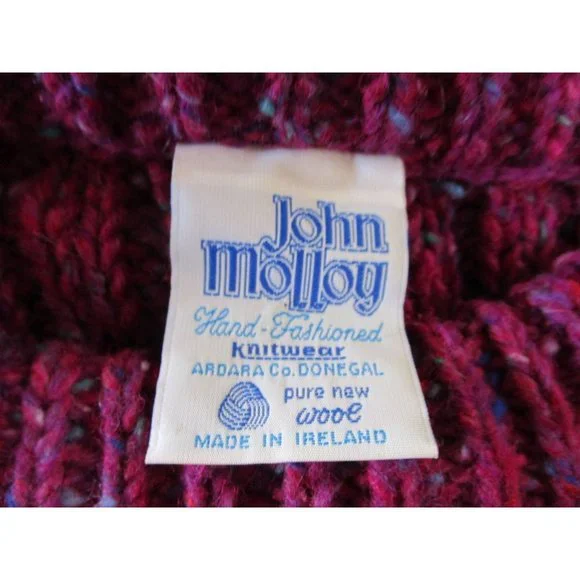 John
Molloy
Hand-Fashioned
Knitwear
ARDARA Co. DONEGAL
pure new
wool
MADE IN IRELAND